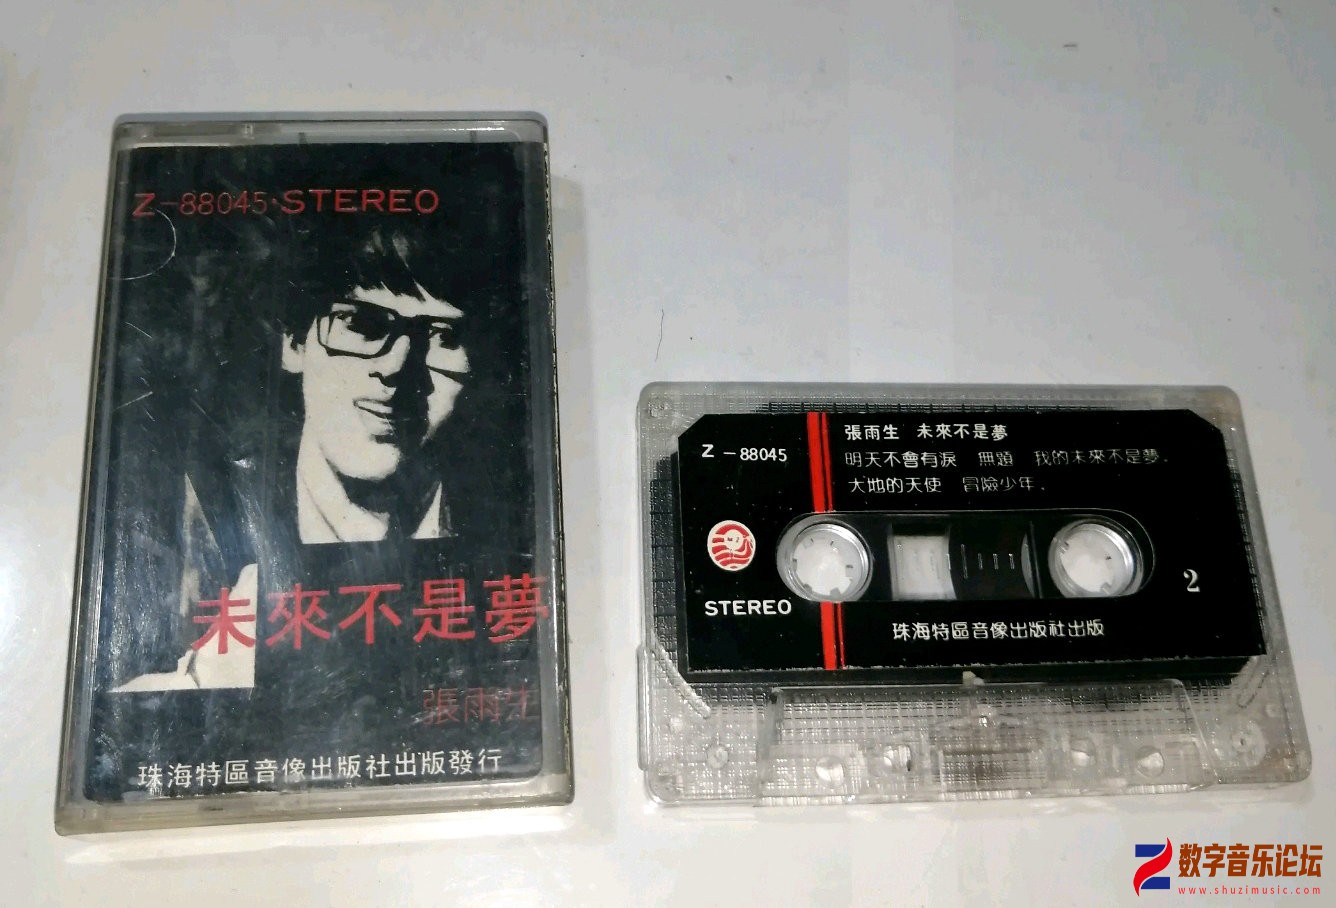 Z-88045·STEREO
未來不是夢
張雨生
珠海特區音像出版社出版發行
Z-88045
張雨生 未來不是夢
明天不會有淚 無題 我的未來不是夢.
大地的天使 冒險少年.
STEREO
2
珠海特區音像出版社出版
数字音乐论坛
www.shuzimusic.com